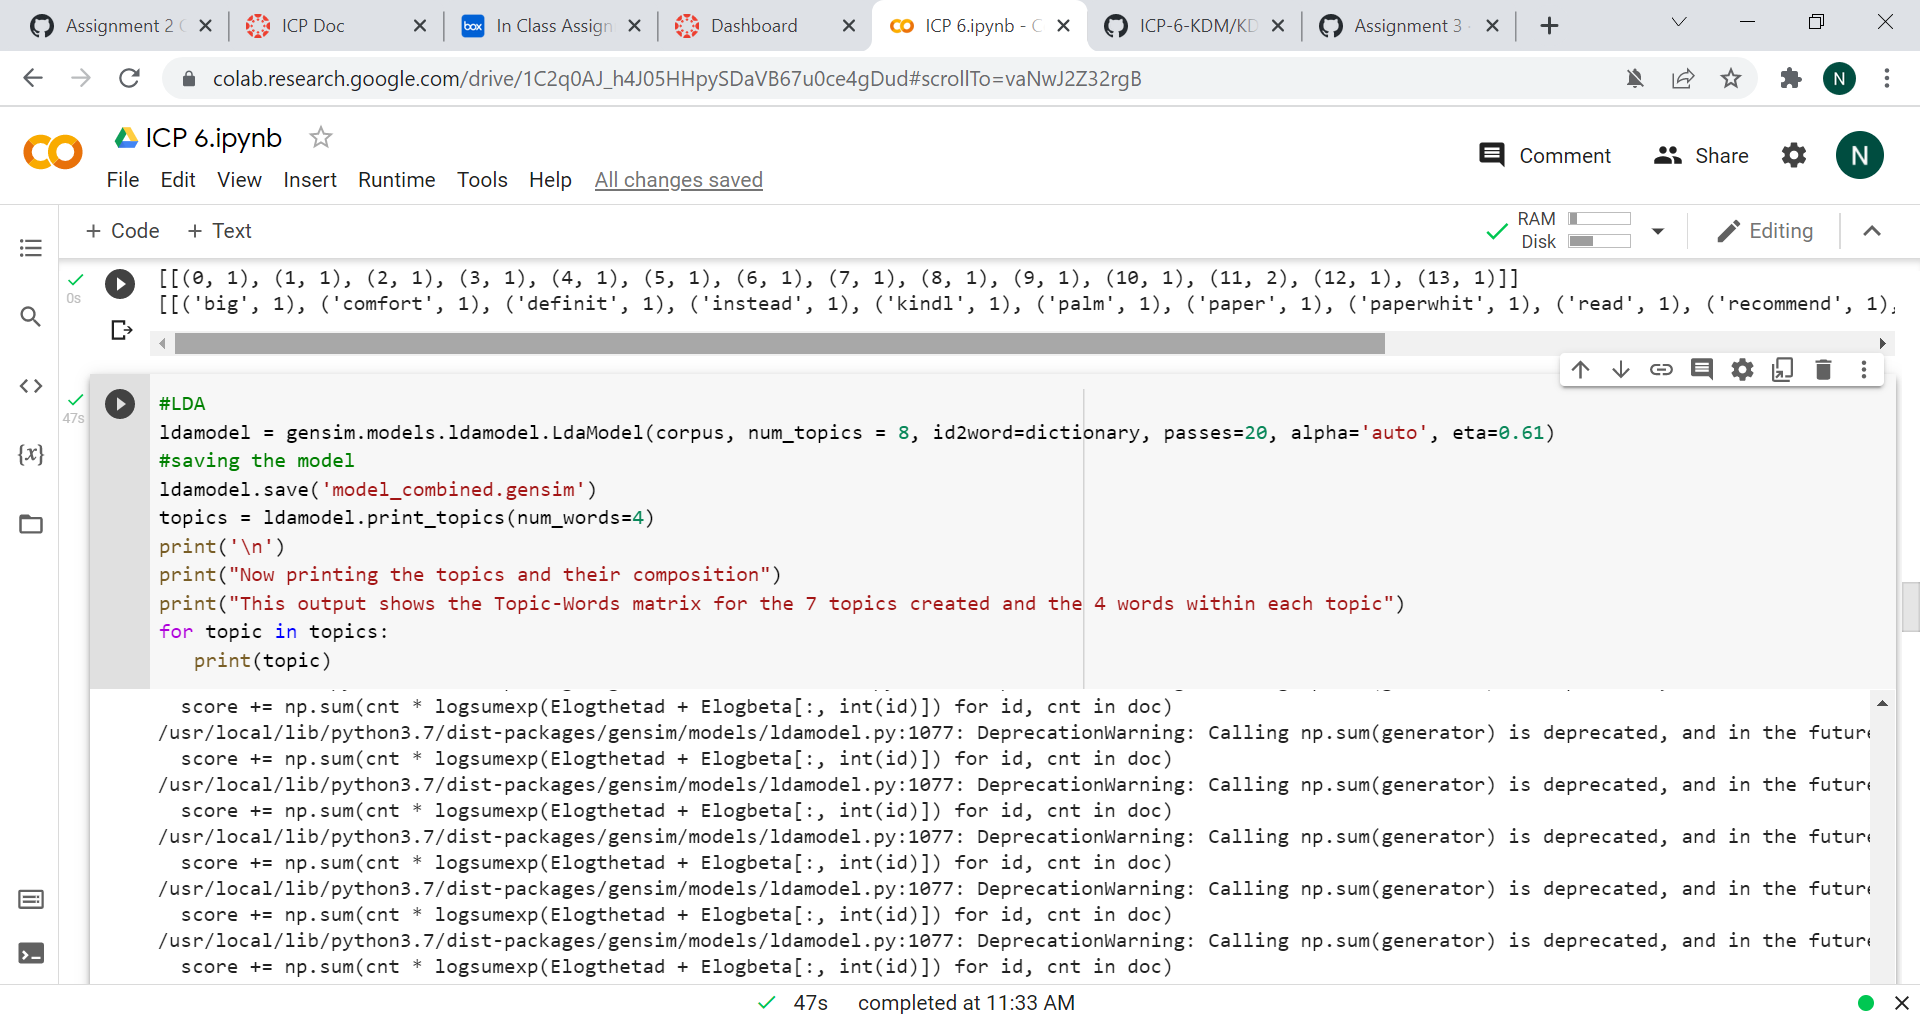 Assignment 2
ICP Doc
In Class Assign
Dashboard
ICP 6.ipynb - C
ICP-6-KDM/KD
Assignment 3
colab.research.google.com/drive/1C2q0AJ_h4J05HHpySDaVB67u0ce4gDud#scrollTo=vaNwJ2Z32rgB
N
ICP 6.ipynb
Comment
Share
N
File Edit View Insert Runtime Tools Help All changes saved
+ Code + Text
RAM
Disk
Editing
0s
[[(0, 1), (1, 1), (2, 1), (3, 1), (4, 1), (5, 1), (6, 1), (7, 1), (8, 1), (9, 1), (10, 1), (11, 2), (12, 1), (13, 1)]]
[[('big', 1), ('comfort', 1), ('definit', 1), ('instead', 1), ('kindl', 1), ('palm', 1), ('paper', 1), ('paperwhit', 1), ('read', 1), ('recommend', 1),
47s
{x}
#LDA
ldamodel = gensim.models.ldamodel.LdaModel(corpus, num_topics = 8, id2word=dictionary, passes=20, alpha='auto', eta=0.61)
#saving the model
ldamodel.save('model_combined.gensim')
topics = ldamodel.print_topics(num_words=4)
print('\n')
print("Now printing the topics and their composition")
print("This output shows the Topic-Words matrix for the 7 topics created and the 4 words within each topic")
for topic in topics:
print(topic)
score += np.sum(cnt * logsumexp(Elogthetad + Elogbeta[:, int(id)]) for id, cnt in doc)
/usr/local/lib/python3.7/dist-packages/gensim/models/ldamodel.py:1077: DeprecationWarning: Calling np.sum(generator) is deprecated, and in the future
score += np.sum(cnt * logsumexp(Elogthetad + Elogbeta[:, int(id)]) for id, cnt in doc)
/usr/local/lib/python3.7/dist-packages/gensim/models/ldamodel.py:1077: DeprecationWarning: Calling np.sum(generator) is deprecated, and in the future
score += np.sum(cnt * logsumexp(Elogthetad + Elogbeta[:, int(id)]) for id, cnt in doc)
/usr/local/lib/python3.7/dist-packages/gensim/models/ldamodel.py:1077: DeprecationWarning: Calling np.sum(generator) is deprecated, and in the future
score += np.sum(cnt * logsumexp(Elogthetad + Elogbeta[:, int(id)]) for id, cnt in doc)
/usr/local/lib/python3.7/dist-packages/gensim/models/ldamodel.py:1077: DeprecationWarning: Calling np.sum(generator) is deprecated, and in the future
score += np.sum(cnt * logsumexp(Elogthetad + Elogbeta[:, int(id)]) for id, cnt in doc)
/usr/local/lib/python3.7/dist-packages/gensim/models/ldamodel.py:1077: DeprecationWarning: Calling np.sum(generator) is deprecated, and in the future
score += np.sum(cnt * logsumexp(Elogthetad + Elogbeta[:, int(id)]) for id, cnt in doc)
47s completed at 11:33 AM